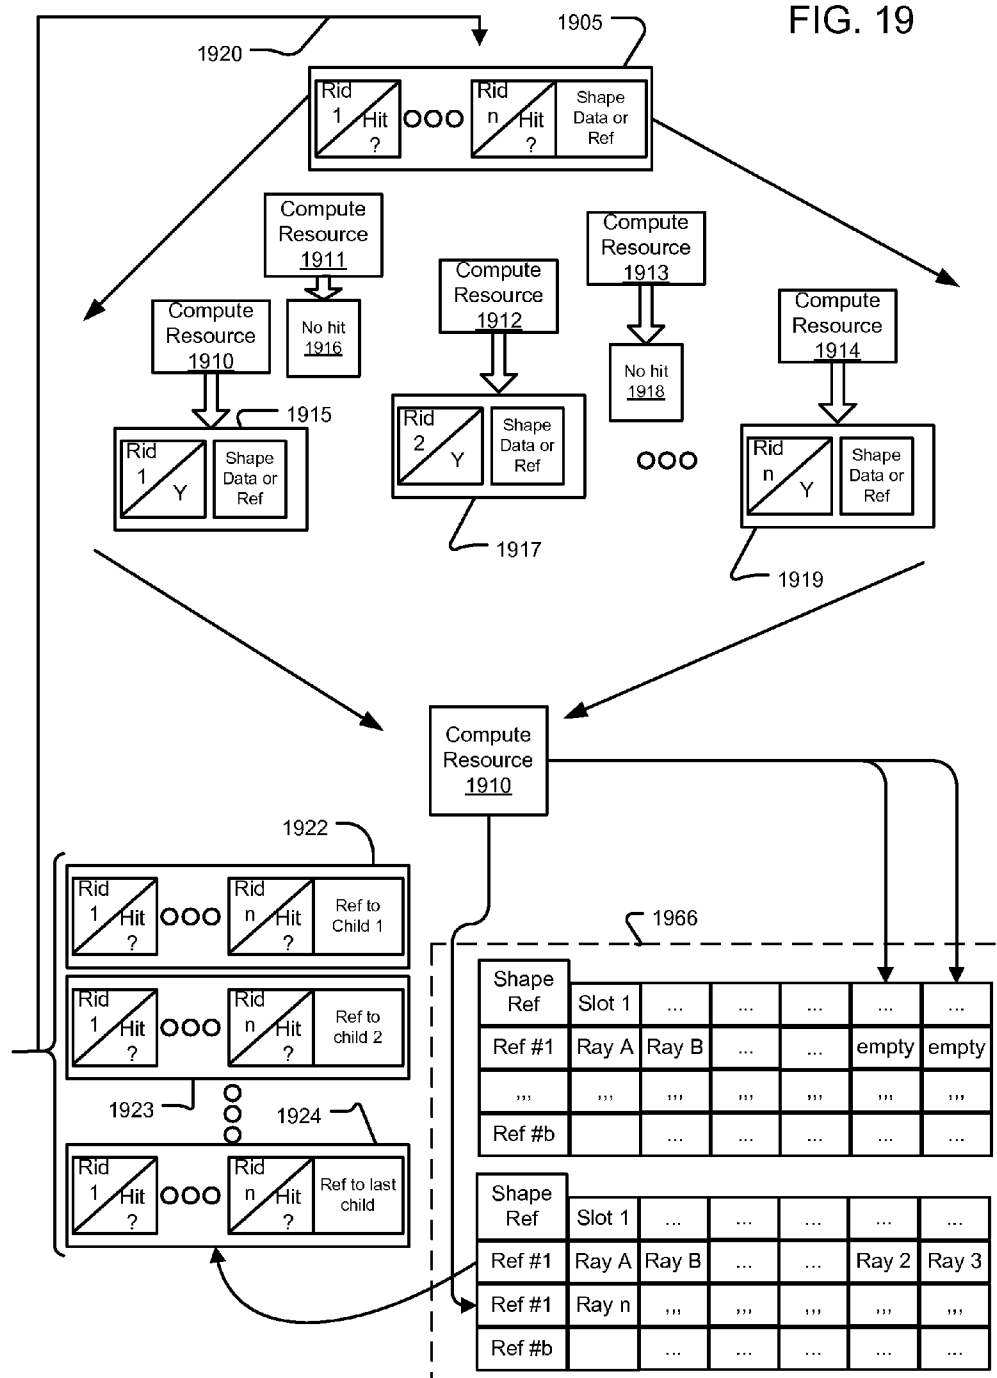 FIG. 19
1920
1905
Rid
1
Hit
?
Rid
n
Hit
?
Shape
Data or
Ref
Compute
Resource
1911
No hit
1916
Compute
Resource
1913
No hit
1918
Compute
Resource
1912
Compute
Resource
1910
Compute
Resource
1914
1915
Rid
1
Y
Shape
Data or
Ref
Rid
2
Y
Shape
Data or
Ref
1917
Rid
n
Y
Shape
Data or
Ref
1919
Compute
Resource
1910
1922
Rid
1
Hit
?
Rid
n
Hit
?
Ref to
Child 1
Rid
1
Hit
?
Rid
n
Hit
?
Ref to
child 2
1923
1924
Rid
1
Hit
?
Rid
n
Hit
?
Ref to last
child
1966
Shape
Ref
Slot 1 ... ... ... ... ...
Ref #1 Ray A Ray B ... ... empty empty
,,, ,,, ,,, ,,, ,,, ,,, ,,,
Ref #b ... ... ... ... ...
Shape
Ref
Slot 1 ... ... ... ... ...
Ref #1 Ray A Ray B ... ... Ray 2 Ray 3
Ref #1 Ray n ,,, ,,, ,,, ,,, ,,,
Ref #b ... ... ... ... ...